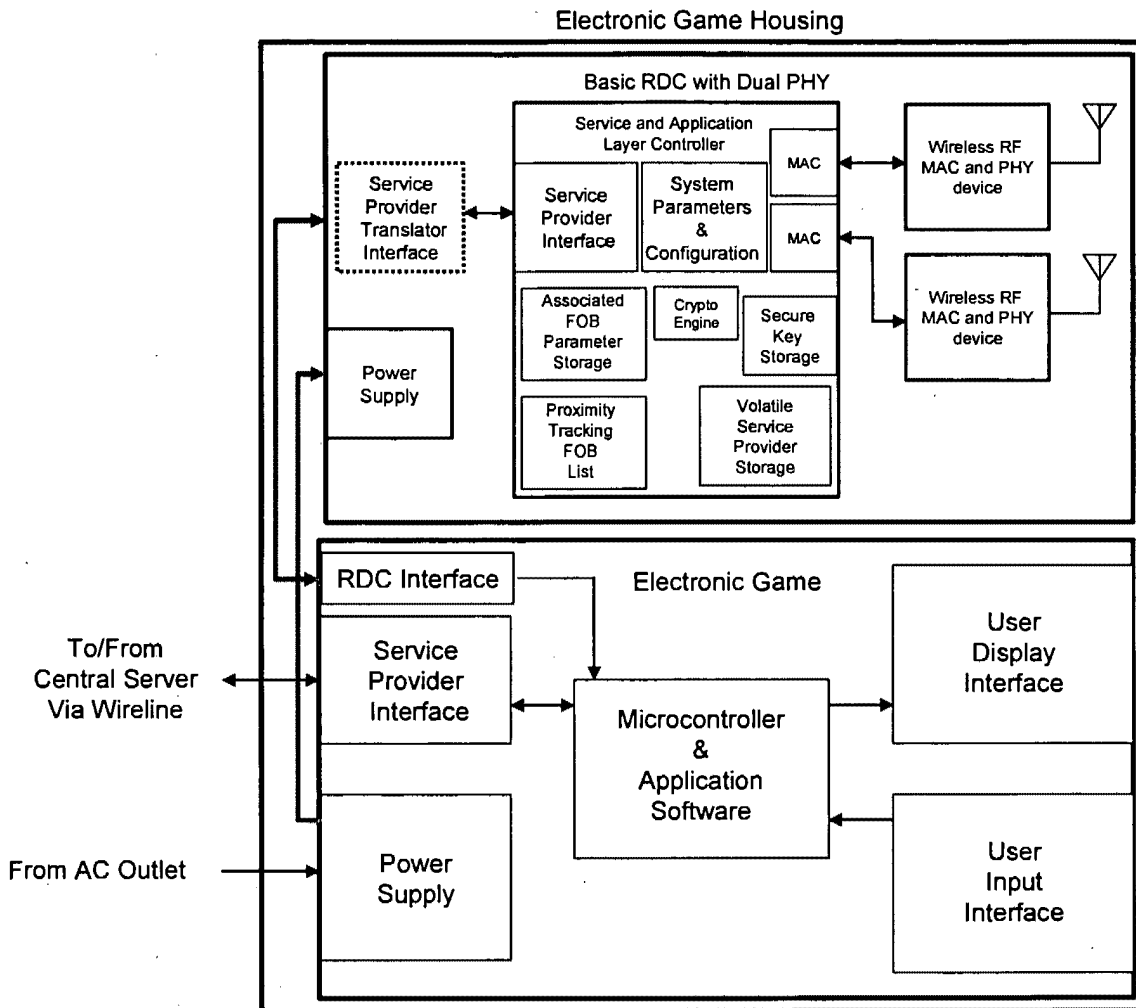 Electronic Game Housing
Basic RDC with Dual PHY
Service and Application
Layer Controller
MAC
Wireless RF
MAC and PHY
device
Service
Provider
Translator
Interface
Service
Provider
Interface
System
Parameters
&
Configuration
MAC
Wireless RF
MAC and PHY
device
Associated
FOB
Parameter
Storage
Crypto
Engine
Secure
Key
Storage
Power
Supply
Proximity
Tracking
FOB
List
Volatile
Service
Provider
Storage
RDC Interface
Electronic Game
User
Display
Interface
To/From
Central Server
Via Wireline
Service
Provider
Interface
Microcontroller
&
Application
Software
From AC Outlet
Power
Supply
User
Input
Interface